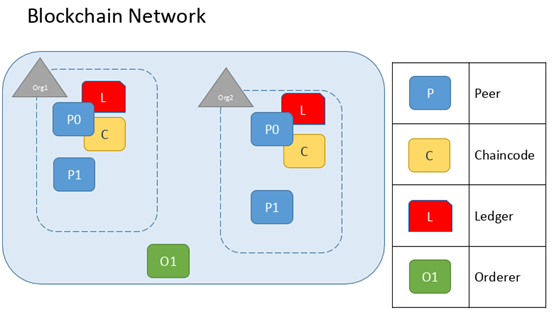 Blockchain Network
Org1
L
P0
C
P1
Org2
L
P0
C
P1
O1
P Peer
C Chaincode
L Ledger
O1 Orderer